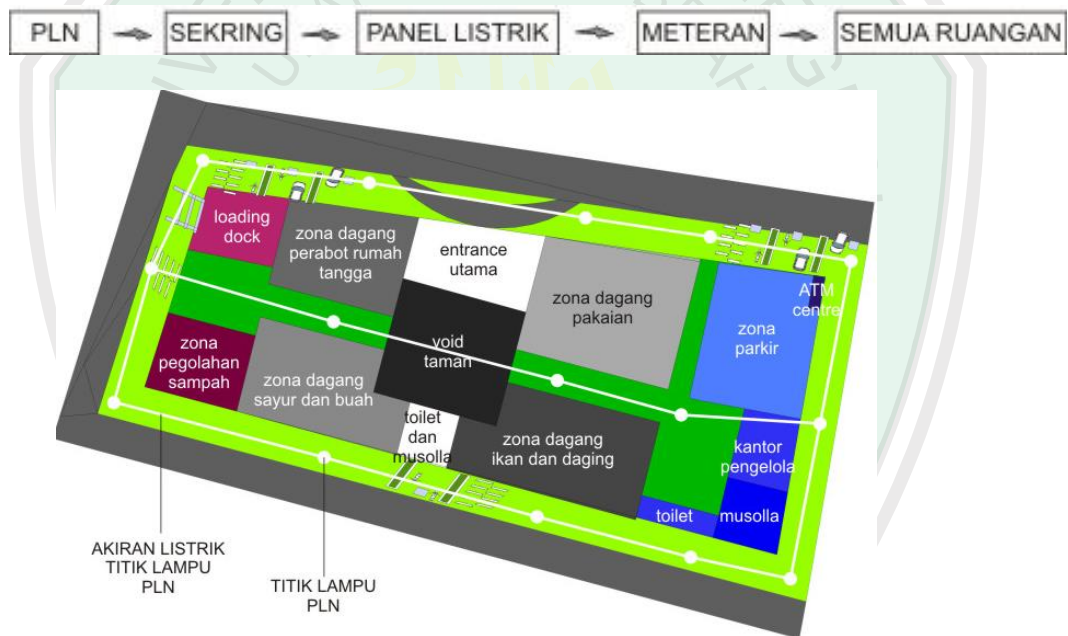 PLN SEKRING PANEL LISTRIK METERAN SEMUA RUANGAN
loading
dock
zona dagang
perabot rumah
tangga
entrance
utama
zona dagang
pakaian
ATM
centre
zona
parkir
zona
pegolahan
sampah
zona dagang
sayur dan buah
void
taman
toilet
dan
musolla
zona dagang
ikan dan daging
kantor
pengelola
toilet
musolla
AKIRAN LISTRIK
TITIK LAMPU
PLN
TITIK LAMPU
PLN